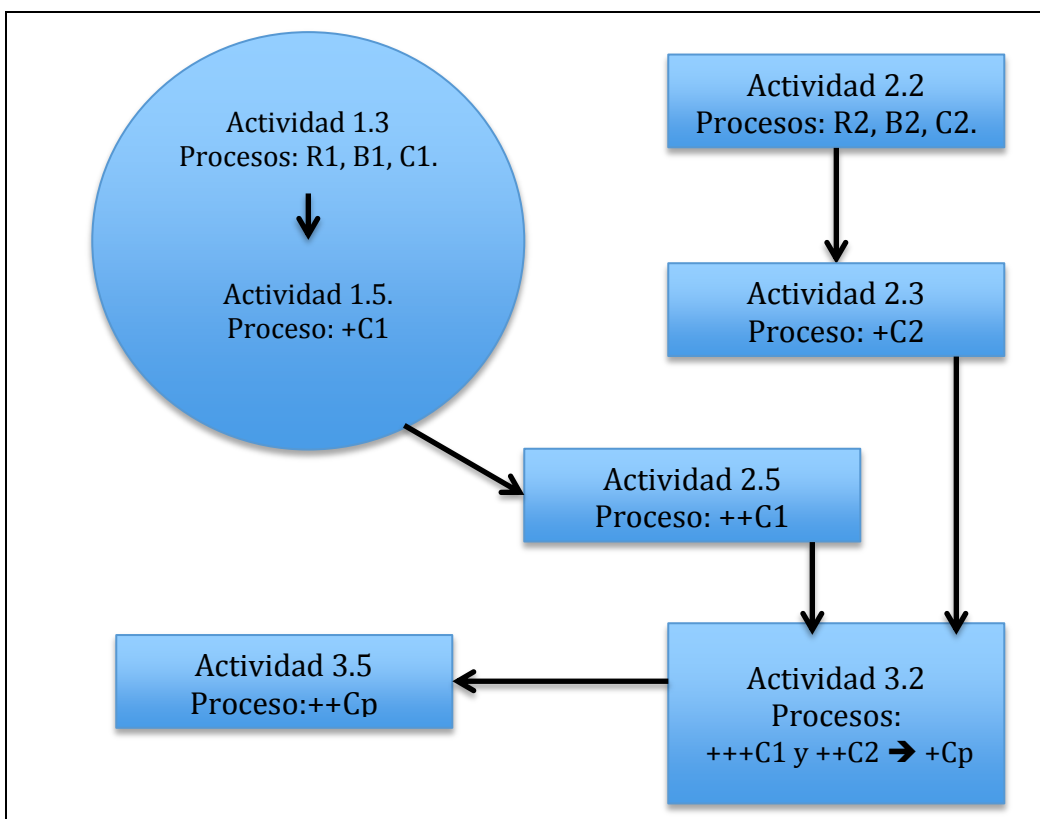 Actividad 1.3
Procesos: R1, B1, C1.
Actividad 1.5.
Proceso: +C1
Actividad 2.2
Procesos: R2, B2, C2.
Actividad 2.3
Proceso: +C2
Actividad 2.5
Proceso: ++C1
Actividad 3.2
Procesos:
+++C1 y ++C2 ➔ +Cp
Actividad 3.5
Proceso:++Cp